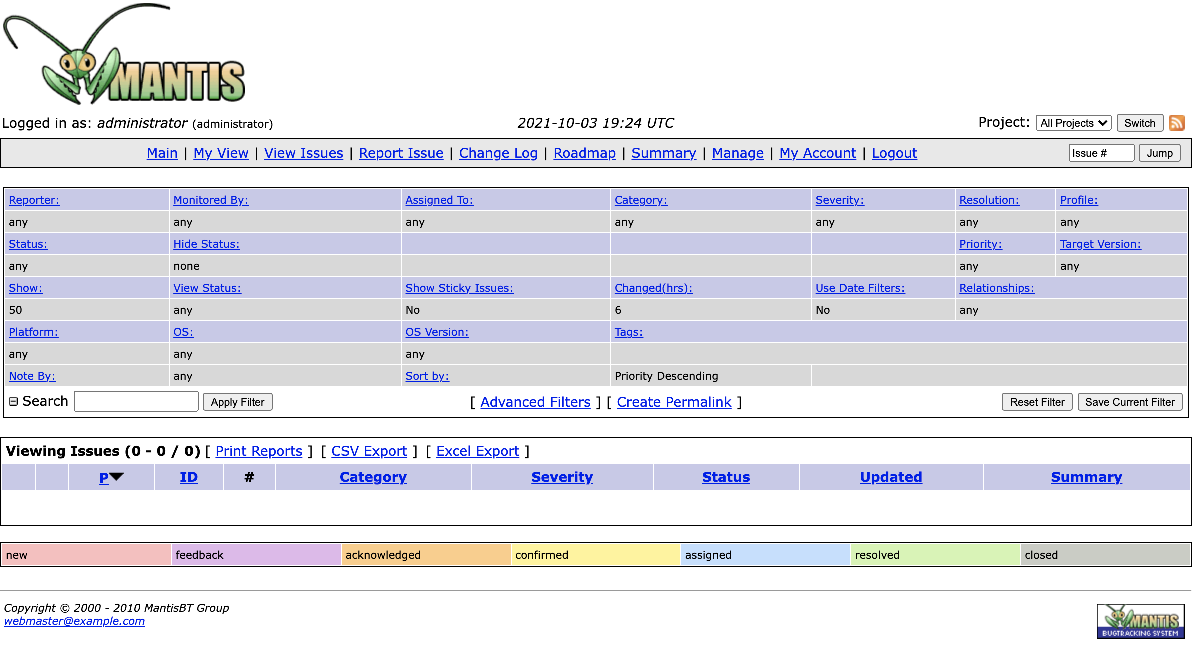 MANTIS
Logged in as: administrator (administrator) 2021-10-03 19:24 UTC Project: All Projects Switch
Main | My View | View Issues | Report Issue | Change Log | Roadmap | Summary | Manage | My Account | Logout Issue # Jump
Reporter: Monitored By: Assigned To: Category: Severity: Resolution: Profile:
any any any any any any any
Status: Hide Status: Priority: Target Version:
any none any any
Show: View Status: Show Sticky Issues: Changed(hrs): Use Date Filters: Relationships:
50 any No 6 No any
Platform: OS: OS Version: Tags:
any any any
Note By: any Sort by: Priority Descending
Search Apply Filter [ Advanced Filters ] [ Create Permalink ] Reset Filter Save Current Filter
Viewing Issues (0 - 0 / 0) [ Print Reports ] [ CSV Export ] [ Excel Export ]
P ID # Category Severity Status Updated Summary
new feedback acknowledged confirmed assigned resolved closed
Copyright © 2000 - 2010 MantisBT Group
webmaster@example.com
MANTIS
BUGTRACKING SYSTEM